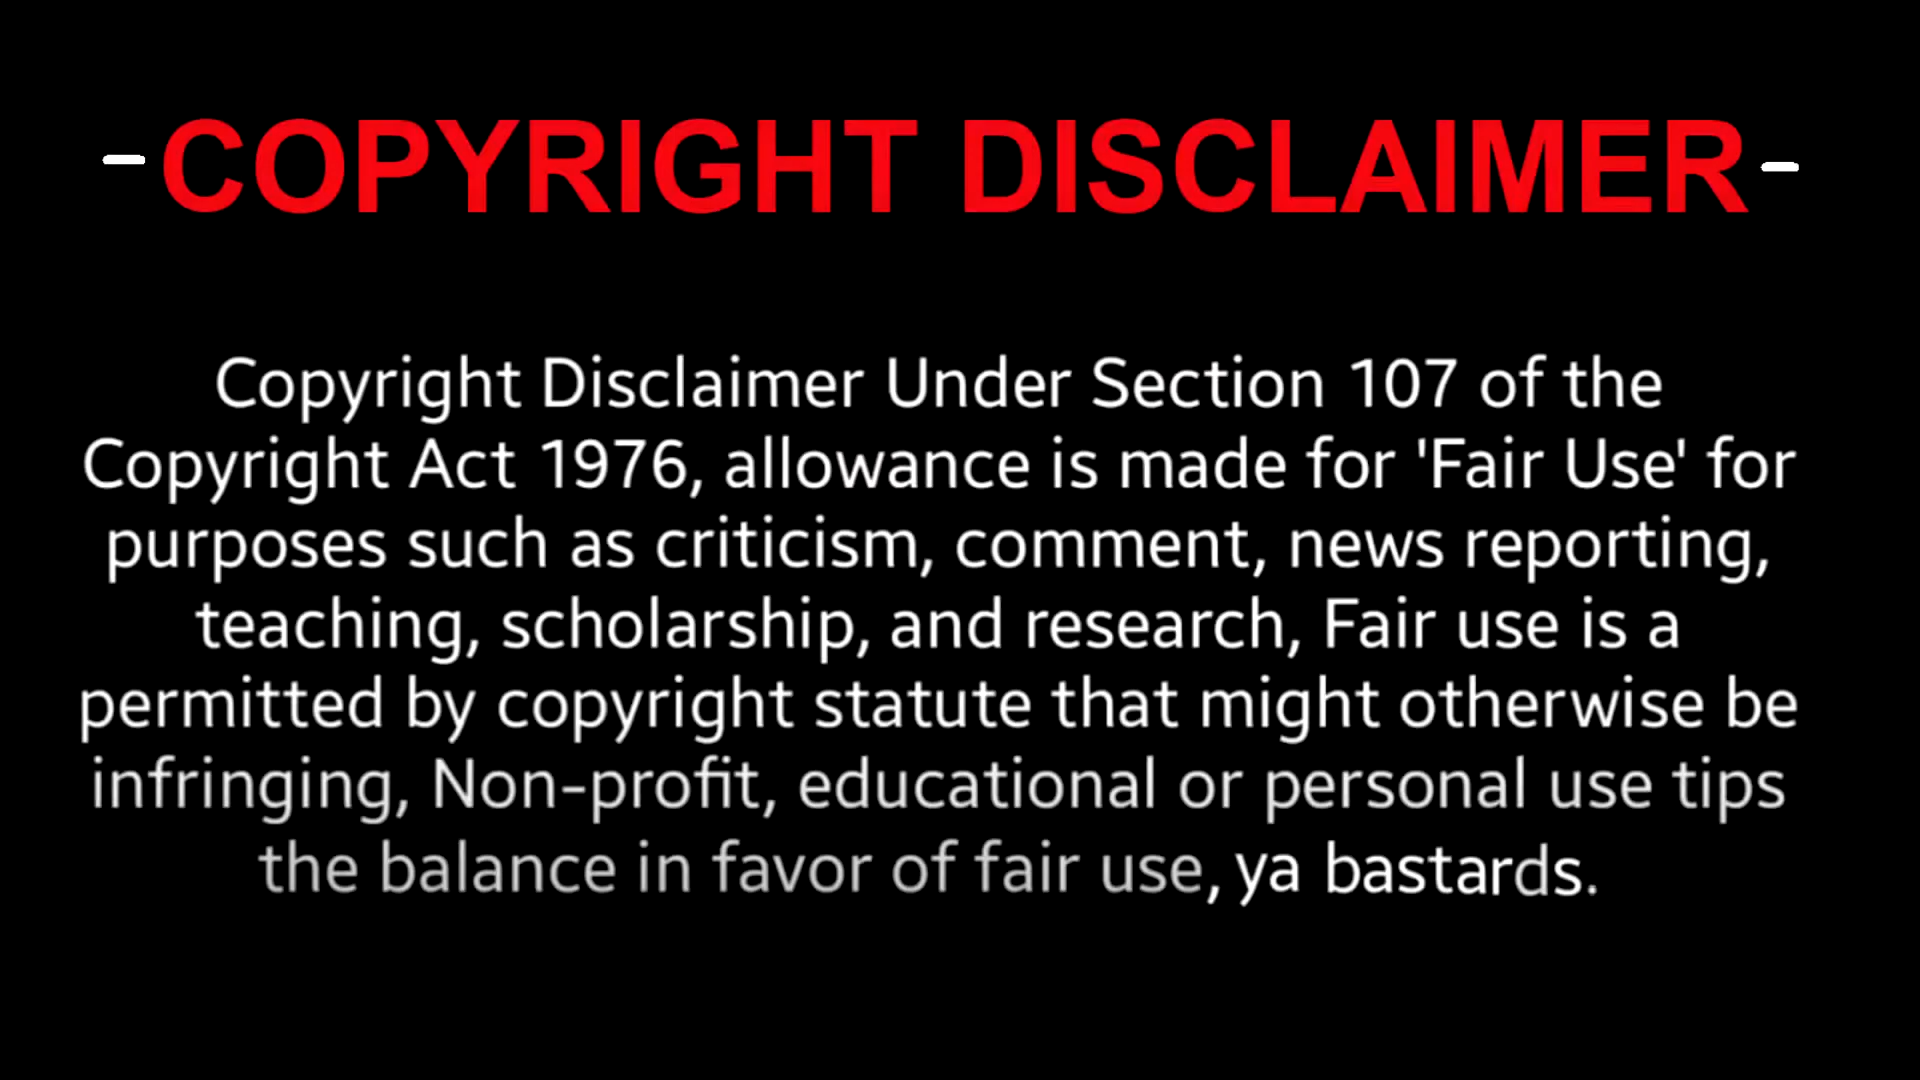 -COPYRIGHT DISCLAIMER-
Copyright Disclaimer Under Section 107 of the
Copyright Act 1976, allowance is made for 'Fair Use' for
purposes such as criticism, comment, news reporting,
teaching, scholarship, and research, Fair use is a
permitted by copyright statute that might otherwise be
infringing, Non-profit, educational or personal use tips
the balance in favor of fair use, ya bastards.